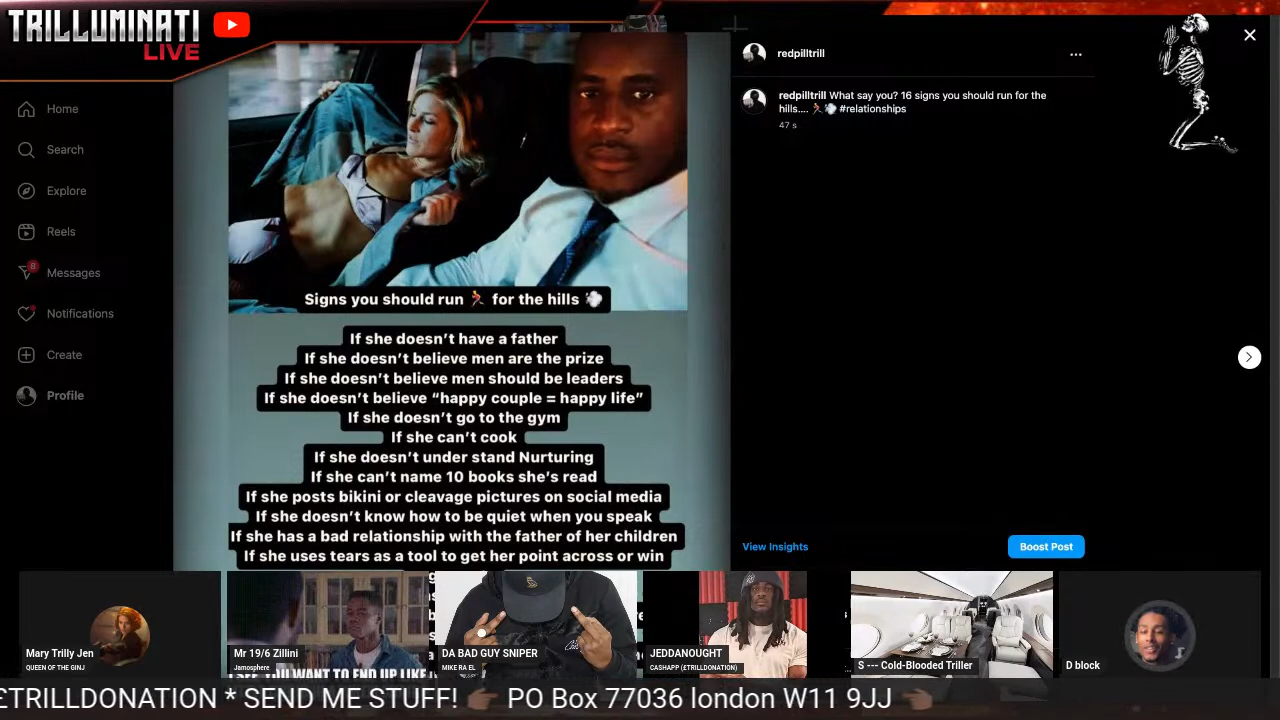 TRILLUMINATI
LIVE
redpilltrill
redpilltrill What say you? 16 signs you should run for the
hills.... 🏃💨 #relationships
47 s
Home
Search
Explore
Reels
8
Messages
Notifications
Create
Profile
Signs you should run 🏃 for the hills 💨
If she doesn't have a father
If she doesn't believe men are the prize
If she doesn't believe men should be leaders
If she doesn't believe "happy couple = happy life"
If she doesn't go to the gym
If she can't cook
If she doesn't under stand Nurturing
If she can't name 10 books she's read
If she posts bikini or cleavage pictures on social media
If she doesn't know how to be quiet when you speak
If she has a bad relationship with the father of her children
If she uses tears as a tool to get her point across or win
View Insights
Boost Post
Mary Trilly Jen
QUEEN OF THE GINJ
Mr 19/6 Zillini
Jamosphere
DA BAD GUY SNIPER
MIKE RA EL
JEDDANOUGHT
CASHAPP (£TRILLDONATION)
S --- Cold-Blooded Triller
D block
£TRILLDONATION * SEND ME STUFF! PO Box 77036 london W11 9JJ